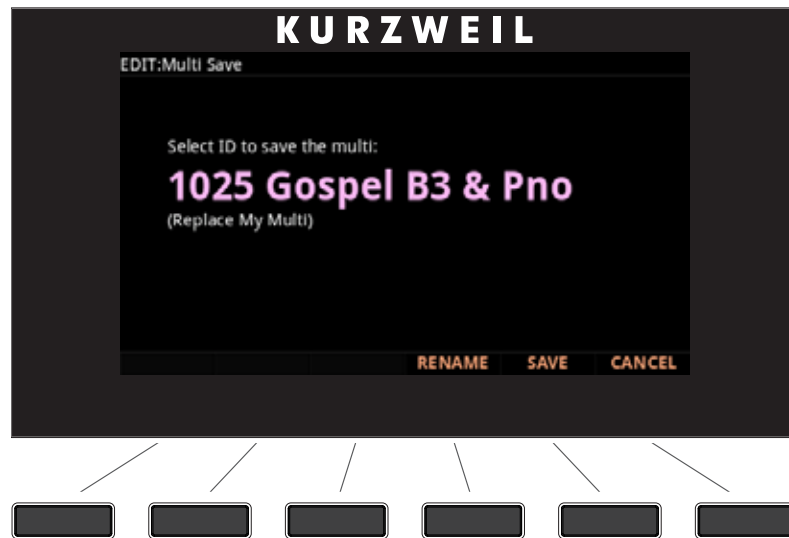 KURZWEIL
EDIT:Multi Save
Select ID to save the multi:
1025 Gospel B3 & Pno
(Replace My Multi)
RENAME SAVE CANCEL